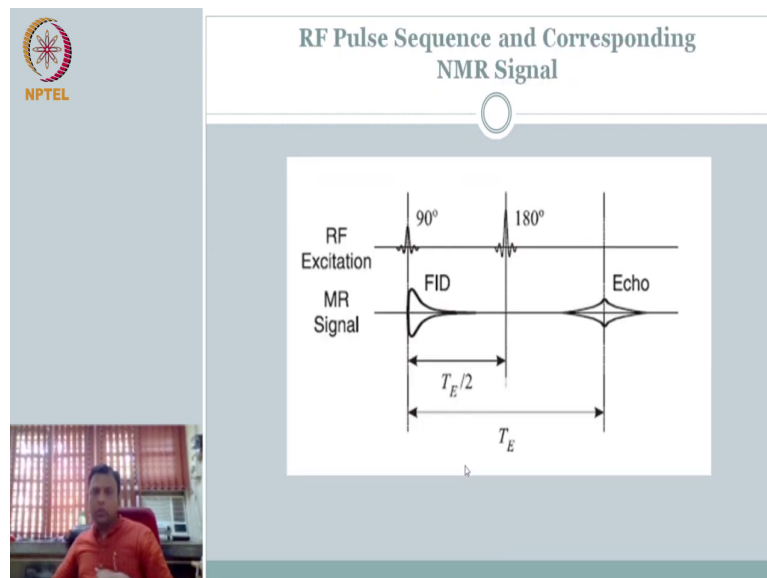 NPTEL
RF Pulse Sequence and Corresponding
NMR Signal
90°
180°
RF
Excitation
FID
Echo
MR
Signal
T_E/2
T_E